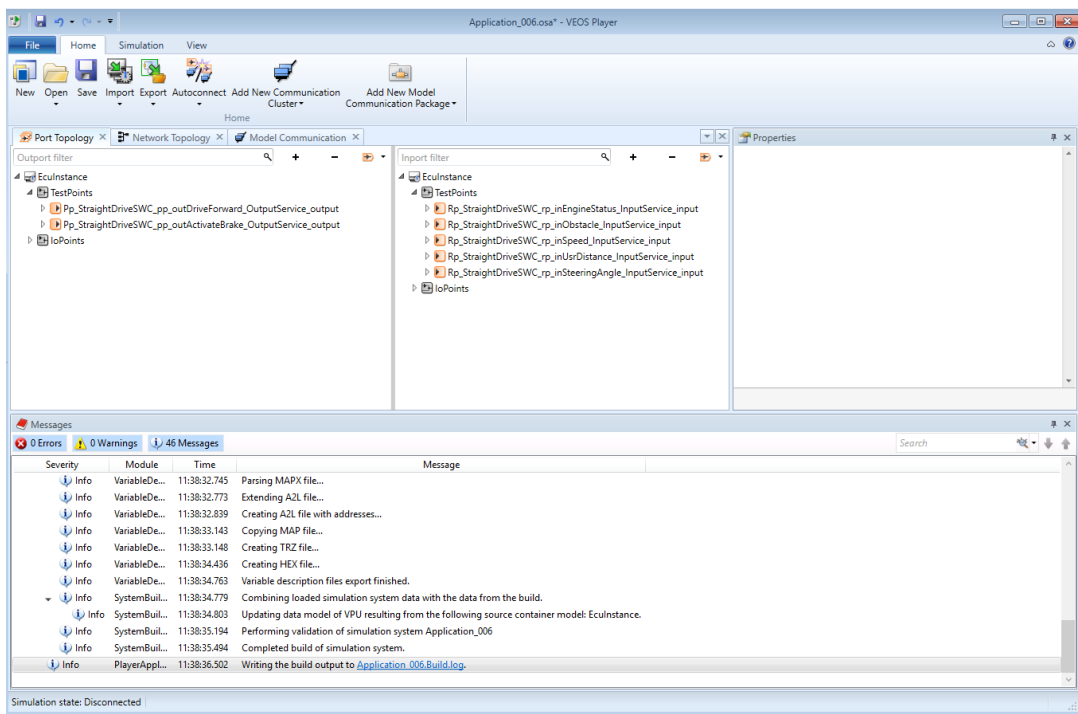 Application_006.osa* - VEOS Player
File Home Simulation View
New Open Save Import Export Autoconnect Add New Communication Cluster Add New Model Communication Package
Home
Port Topology Network Topology Model Communication
Properties
Outport filter
Inport filter
EcuInstance
TestPoints
Pp_StraightDriveSWC_pp_outDriveForward_OutputService_output
Pp_StraightDriveSWC_pp_outActivateBrake_OutputService_output
IoPoints
EcuInstance
TestPoints
Rp_StraightDriveSWC_rp_inEngineStatus_InputService_input
Rp_StraightDriveSWC_rp_inObstacle_InputService_input
Rp_StraightDriveSWC_rp_inSpeed_InputService_input
Rp_StraightDriveSWC_rp_inUsrDistance_InputService_input
Rp_StraightDriveSWC_rp_inSteeringAngle_InputService_input
IoPoints
Messages
0 Errors 0 Warnings 46 Messages Search
Severity Module Time Message
Info VariableDe... 11:38:32.745 Parsing MAPX file...
Info VariableDe... 11:38:32.773 Extending A2L file...
Info VariableDe... 11:38:32.839 Creating A2L file with addresses...
Info VariableDe... 11:38:33.143 Copying MAP file...
Info VariableDe... 11:38:33.148 Creating TRZ file...
Info VariableDe... 11:38:34.436 Creating HEX file...
Info VariableDe... 11:38:34.763 Variable description files export finished.
Info SystemBuil... 11:38:34.779 Combining loaded simulation system data with the data from the build.
Info SystemBuil... 11:38:34.803 Updating data model of VPU resulting from the following source container model: EcuInstance.
Info SystemBuil... 11:38:35.194 Performing validation of simulation system Application_006
Info SystemBuil... 11:38:35.494 Completed build of simulation system.
Info PlayerAppl... 11:38:36.502 Writing the build output to Application_006.Build.log.
Simulation state: Disconnected